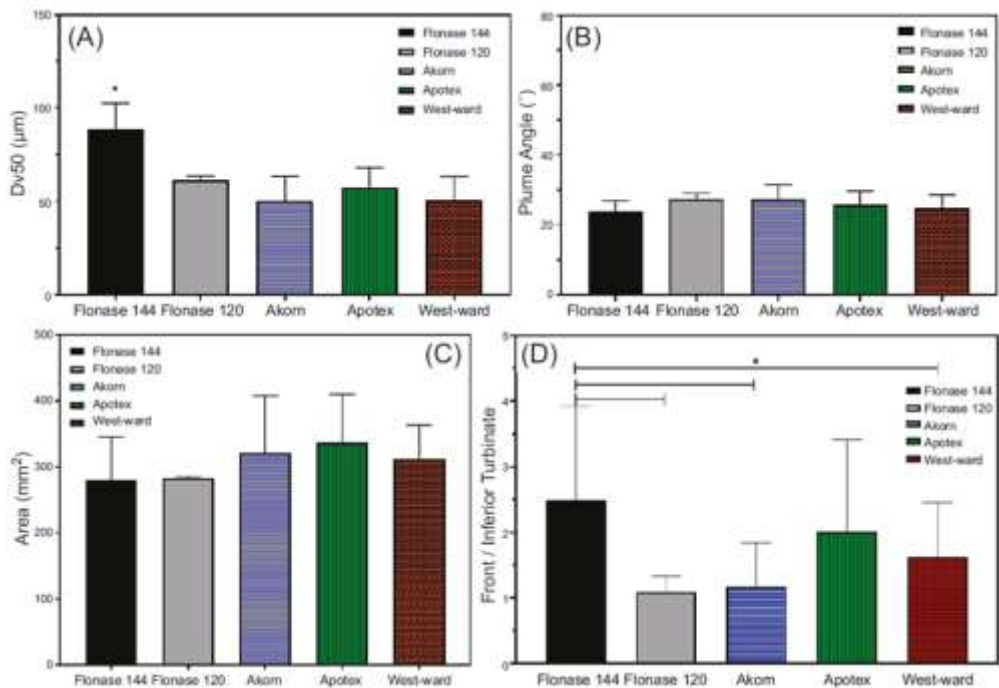 (A)
Dv50 (µm)
150
100
50
0
*
Flonase 144
Flonase 120
Akorn
Apotex
West-ward
Flonase 144 Flonase 120 Akorn Apotex West-ward
(B)
Plume Angle (°)
80
60
40
20
0
Flonase 144
Flonase 120
Akorn
Apotex
West-ward
Flonase 144 Flonase 120 Akorn Apotex West-ward
(C)
Area (mm²)
500
400
300
200
100
0
Flonase 144
Flonase 120
Akorn
Apotex
West-ward
Flonase 144 Flonase 120 Akorn Apotex West-ward
(D)
Front / Inferior Turbinate
5
4
2
2
1
0
*
Flonase 144
Flonase 120
Akorn
Apotex
West-ward
Flonase 144 Flonase 120 Akorn Apotex West-ward